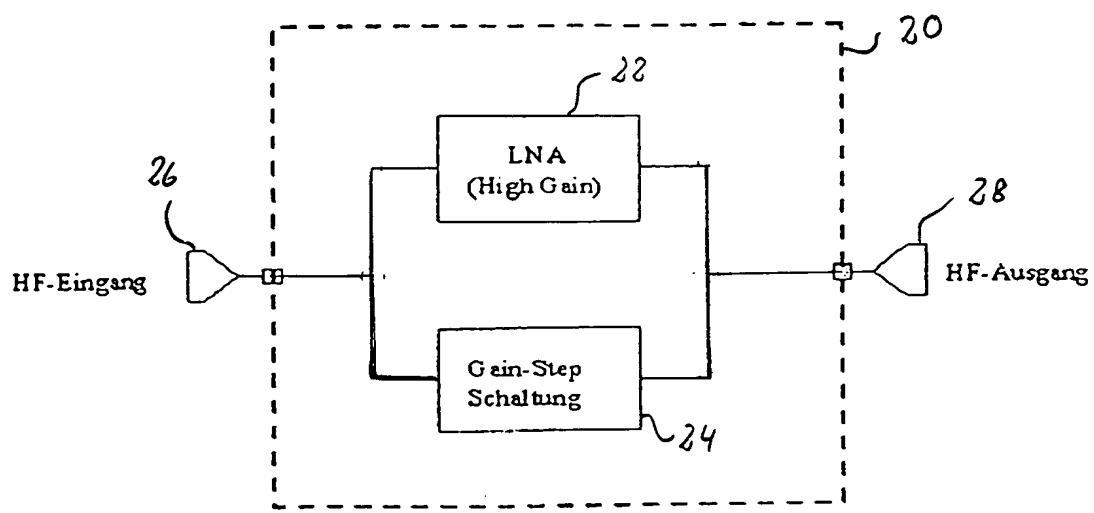 20
22
LNA
(High Gain)
26
28
HF-Eingang
HF-Ausgang
Gain-Step
Schaltung
24